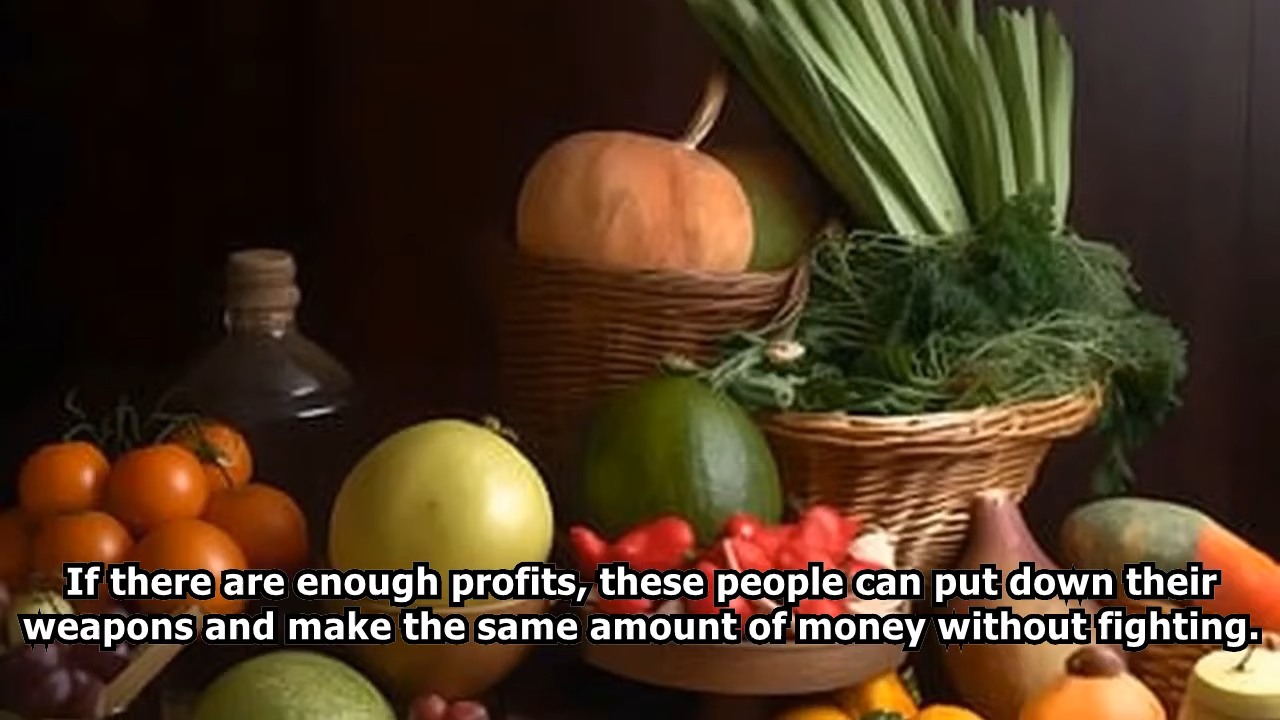 If there are enough profits, these people can put down their
weapons and make the same amount of money without fighting.